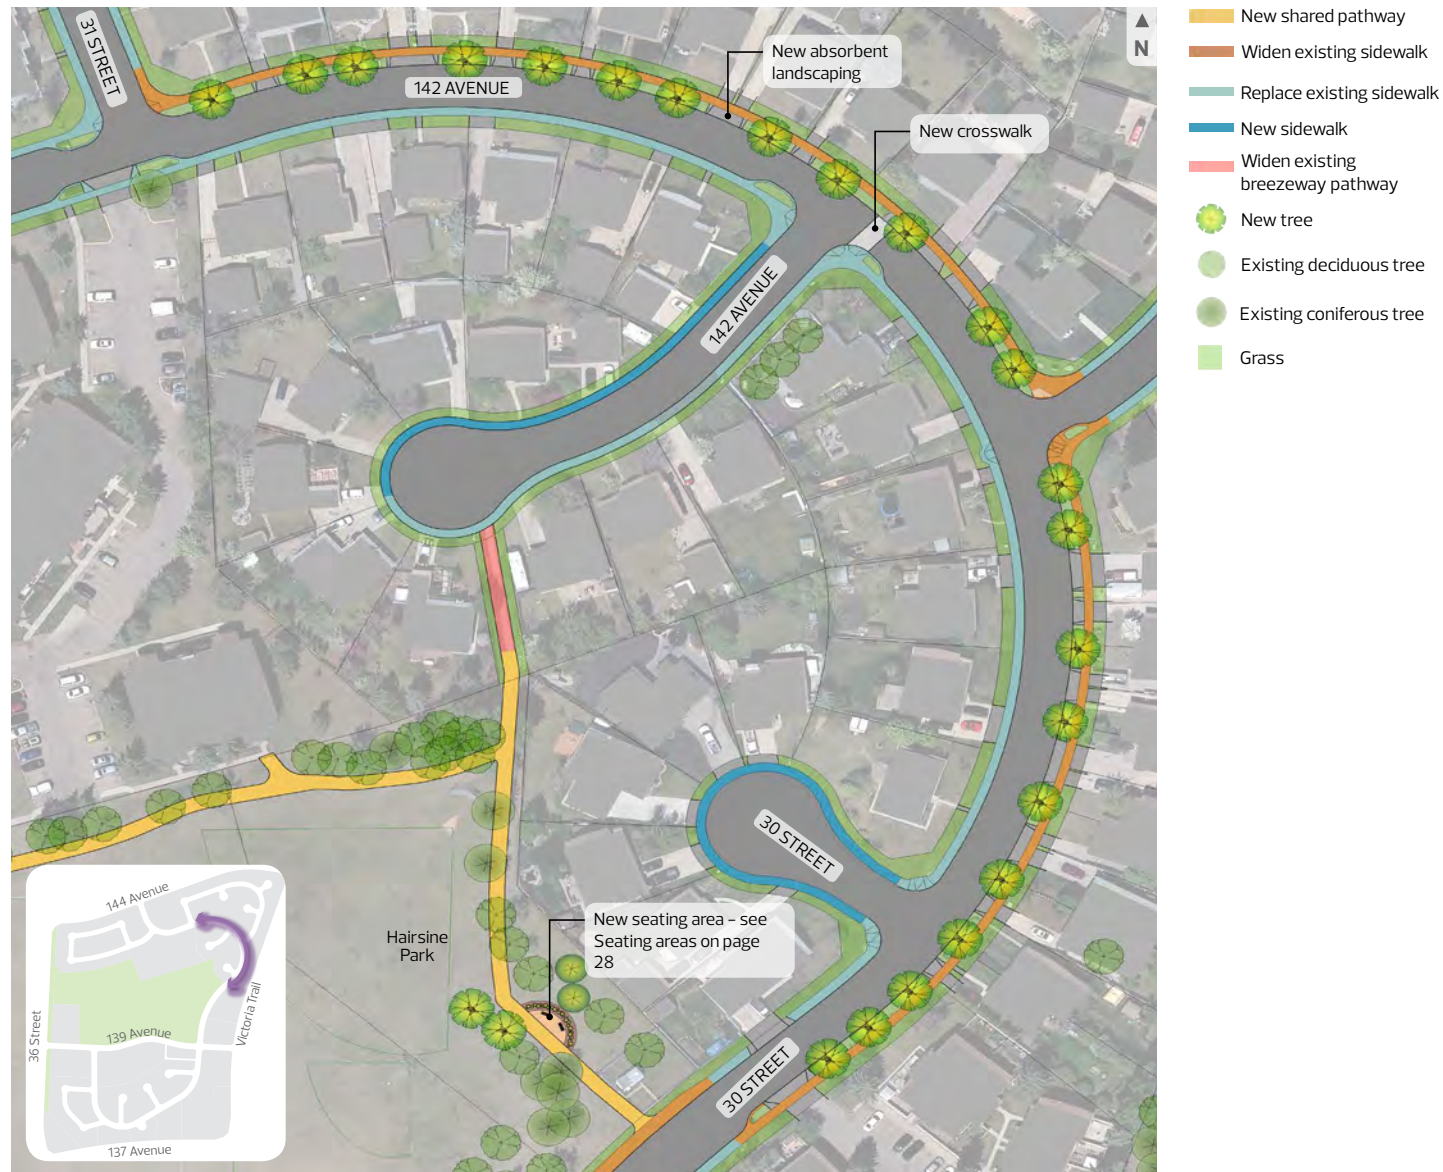 31 STREET
142 AVENUE
New absorbent
landscaping
New crosswalk
142 AVENUE
30 STREET
Hairsine
Park
New seating area - see
Seating areas on page
28
30 STREET
N
New shared pathway
Widen existing sidewalk
Replace existing sidewalk
New sidewalk
Widen existing
breezeway pathway
New tree
Existing deciduous tree
Existing coniferous tree
Grass
144 Avenue
36 Street
139 Avenue
Victoria Trail
137 Avenue